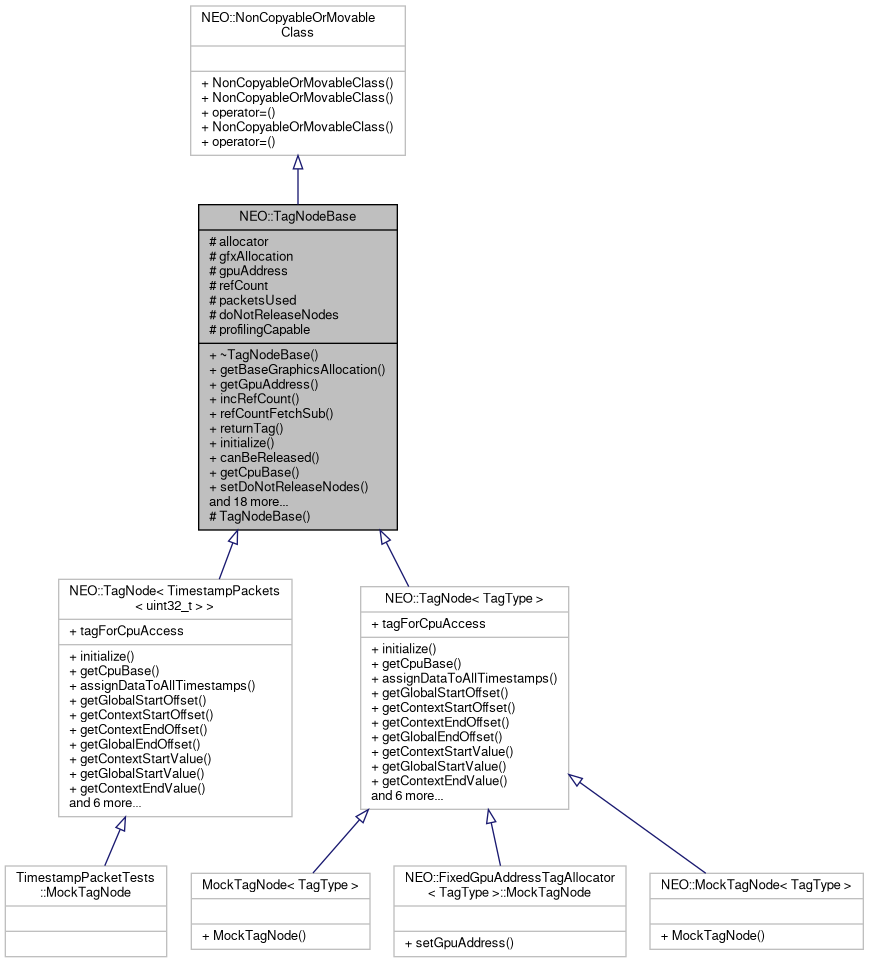 NEO::NonCopyableOrMovable
Class
+ NonCopyableOrMovableClass()
+ NonCopyableOrMovableClass()
+ operator=()
+ NonCopyableOrMovableClass()
+ operator=()
NEO::TagNodeBase
# allocator
# gfxAllocation
# gpuAddress
# refCount
# packetsUsed
# doNotReleaseNodes
# profilingCapable
+ ~TagNodeBase()
+ getBaseGraphicsAllocation()
+ getGpuAddress()
+ incRefCount()
+ refCountFetchSub()
+ returnTag()
+ initialize()
+ canBeReleased()
+ getCpuBase()
+ setDoNotReleaseNodes()
and 18 more...
# TagNodeBase()
NEO::TagNode< TimestampPackets
< uint32_t > >
+ tagForCpuAccess
+ initialize()
+ getCpuBase()
+ assignDataToAllTimestamps()
+ getGlobalStartOffset()
+ getContextStartOffset()
+ getContextEndOffset()
+ getGlobalEndOffset()
+ getContextStartValue()
+ getGlobalStartValue()
+ getContextEndValue()
and 6 more...
NEO::TagNode< TagType >
+ tagForCpuAccess
+ initialize()
+ getCpuBase()
+ assignDataToAllTimestamps()
+ getGlobalStartOffset()
+ getContextStartOffset()
+ getContextEndOffset()
+ getGlobalEndOffset()
+ getContextStartValue()
+ getGlobalStartValue()
+ getContextEndValue()
and 6 more...
TimestampPacketTests
::MockTagNode
MockTagNode< TagType >
+ MockTagNode()
NEO::FixedGpuAddressTagAllocator
< TagType >::MockTagNode
+ setGpuAddress()
NEO::MockTagNode< TagType >
+ MockTagNode()